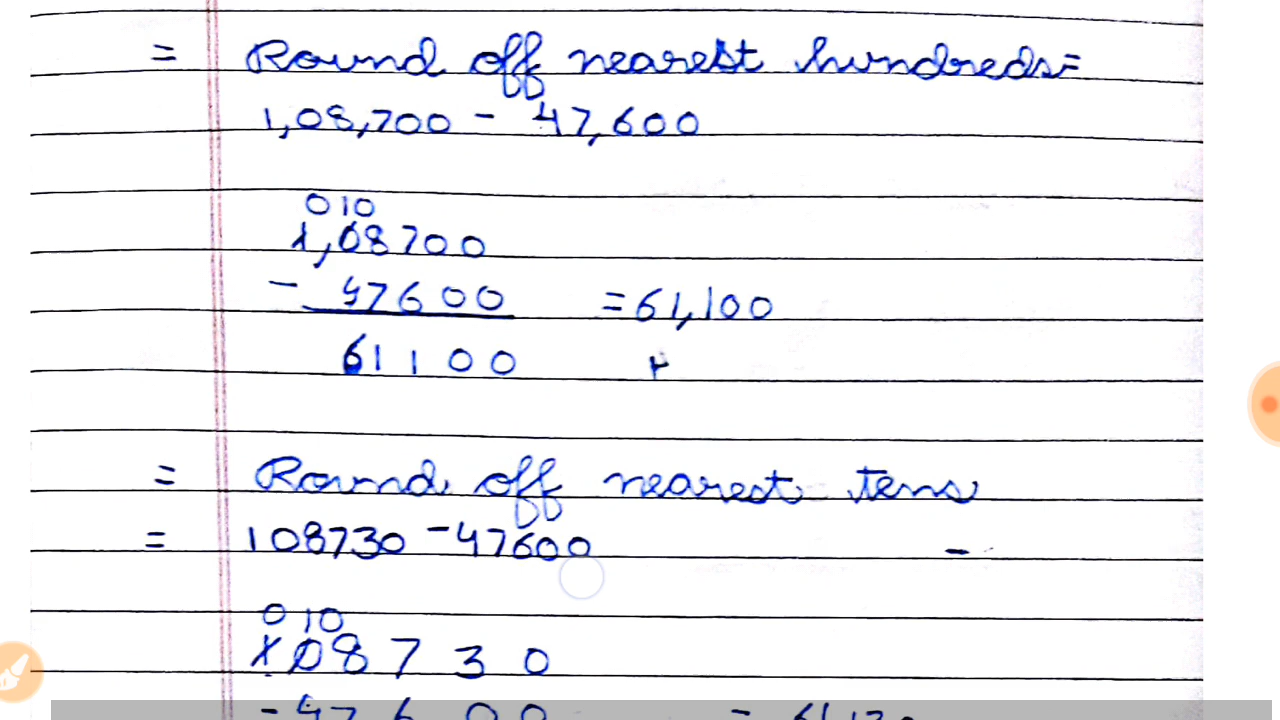 = Round off nearest hundreds=
1,08,700 - 47,600
0 10
1,08700
- 47600 = 61,100
61100
= Round off nearest tens
= 108730 - 47600 -
0 10
108730
- 47600 =